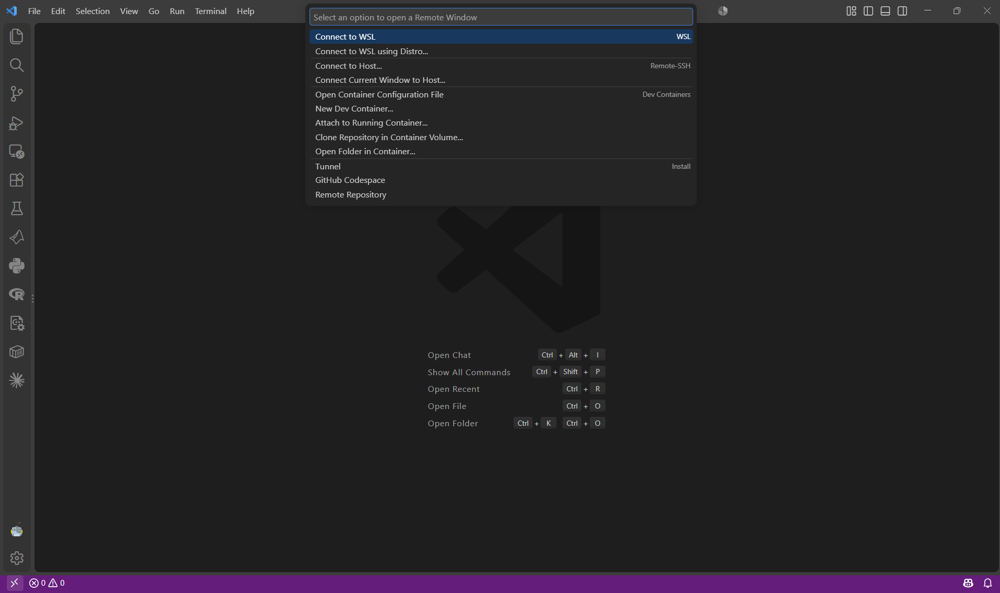 File Edit Selection View Go Run Terminal Help
Select an option to open a Remote Window
Connect to WSL WSL
Connect to WSL using Distro...
Connect to Host... Remote-SSH
Connect Current Window to Host...
Open Container Configuration File Dev Containers
New Dev Container...
Attach to Running Container...
Clone Repository in Container Volume...
Open Folder in Container...
Tunnel Install
GitHub Codespace
Remote Repository
Open Chat Ctrl + Alt + I
Show All Commands Ctrl + Shift + P
Open Recent Ctrl + R
Open File Ctrl + O
Open Folder Ctrl + K Ctrl + O
0 0